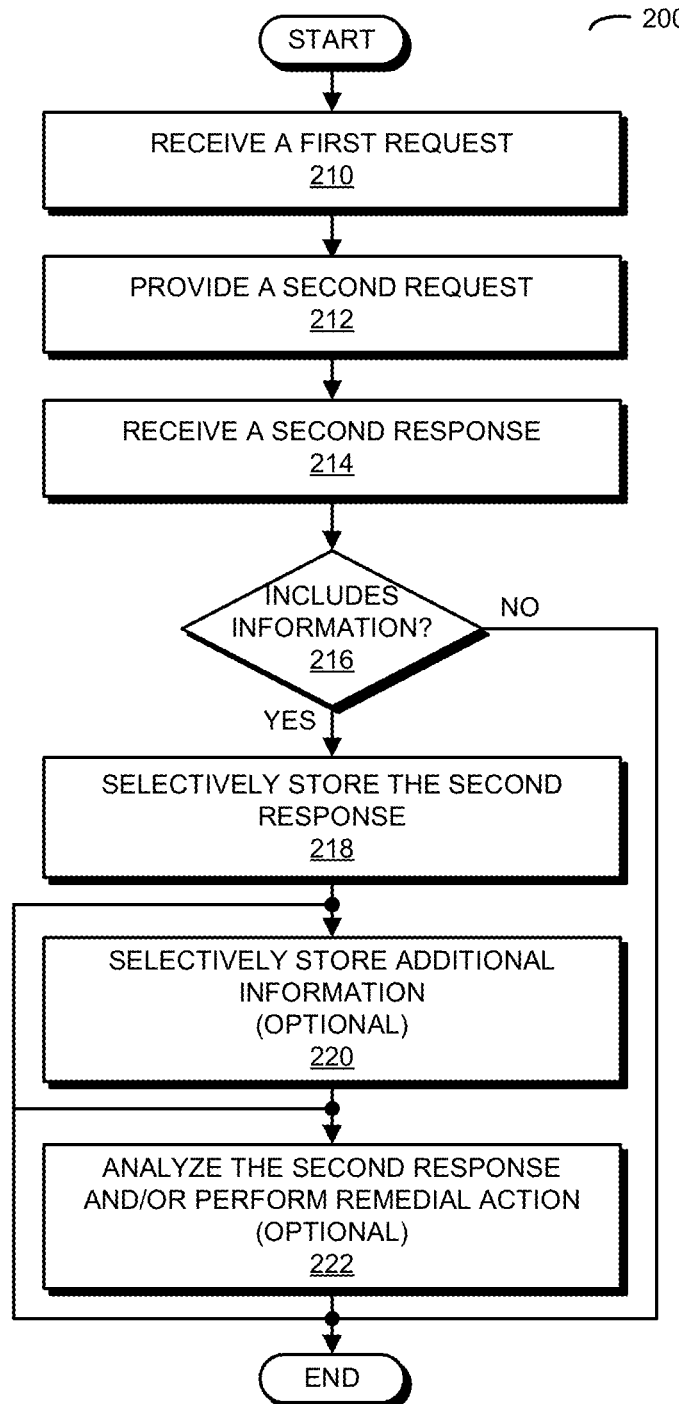 200
START
RECEIVE A FIRST REQUEST
210
PROVIDE A SECOND REQUEST
212
RECEIVE A SECOND RESPONSE
214
INCLUDES
INFORMATION?
216
NO
YES
SELECTIVELY STORE THE SECOND
RESPONSE
218
SELECTIVELY STORE ADDITIONAL
INFORMATION
(OPTIONAL)
220
ANALYZE THE SECOND RESPONSE
AND/OR PERFORM REMEDIAL ACTION
(OPTIONAL)
222
END